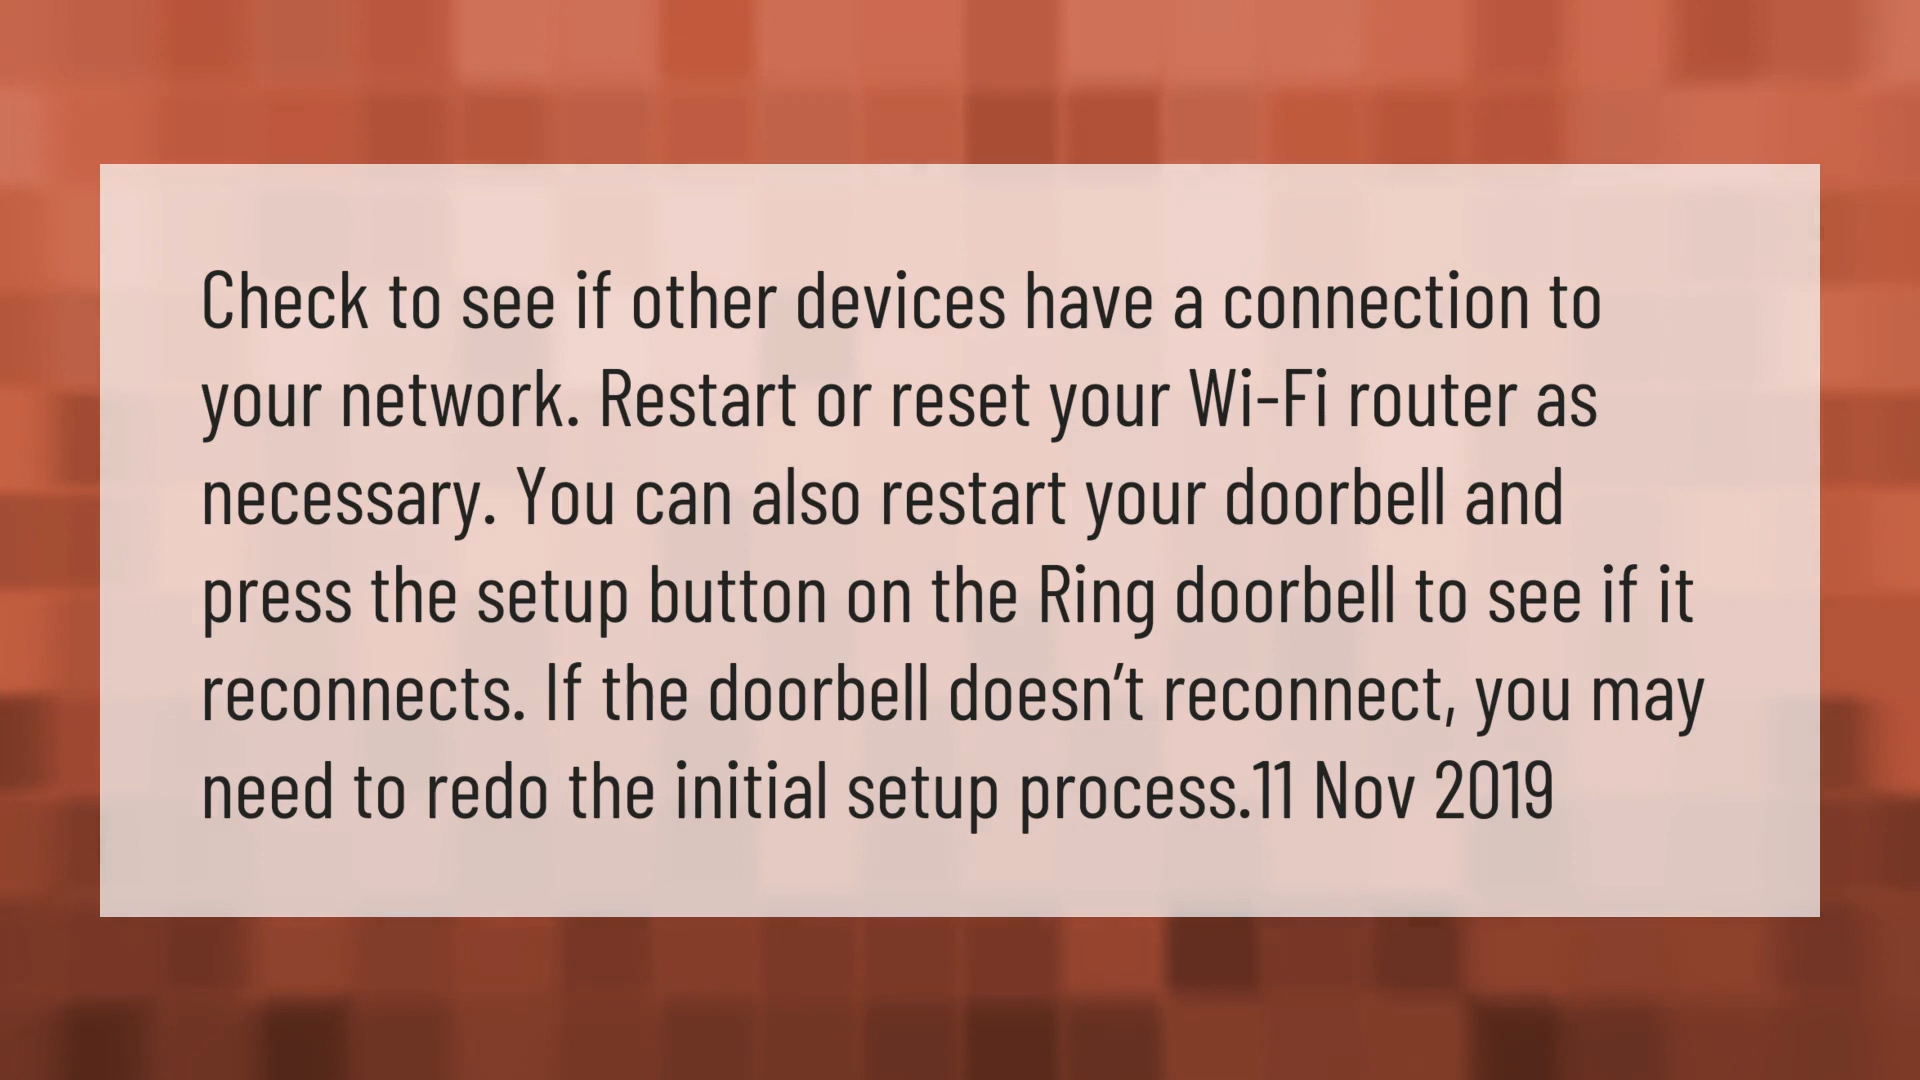 Check to see if other devices have a connection to
your network. Restart or reset your Wi-Fi router as
necessary. You can also restart your doorbell and
press the setup button on the Ring doorbell to see if it
reconnects. If the doorbell doesn’t reconnect, you may
need to redo the initial setup process.11 Nov 2019